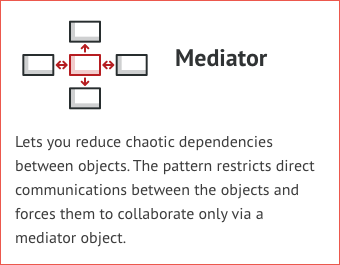 Mediator
Lets you reduce chaotic dependencies
between objects. The pattern restricts direct
communications between the objects and
forces them to collaborate only via a
mediator object.